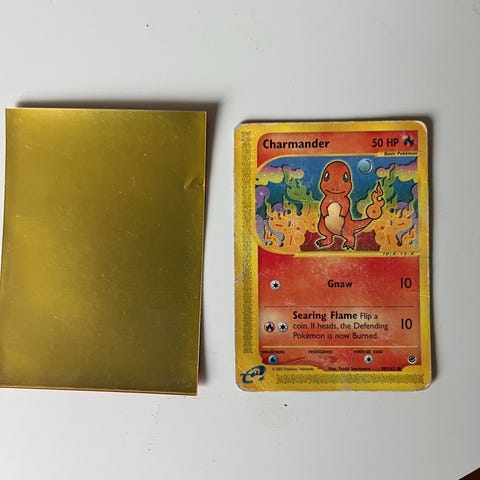 Charmander 50 HP
Basic Pokémon
Gnaw 10
Searing Flame Flip a
coin. If heads, the Defending 10
Pokémon is now Burned.
weakness resistance retreat cost